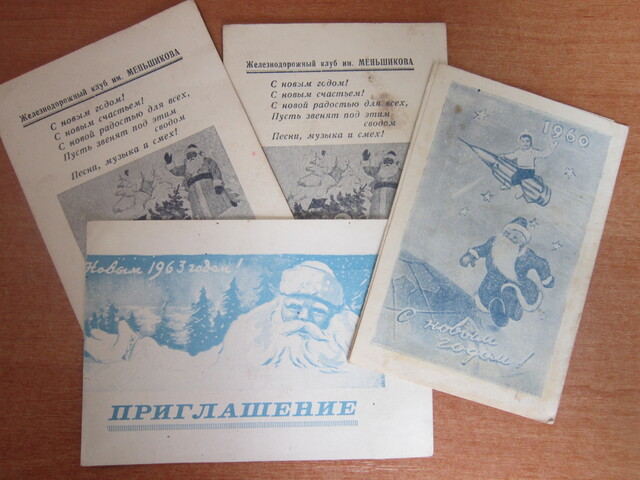 Железнодорожный клуб им. МЕНЬШИКОВА
С новым годом!
С новым счастьем!
С новой радостью для всех,
Пусть звенят под этим
сводом
Песни, музыка и смех!
Железнодорожный клуб им. МЕНЬШИКОВА
С новым годом!
С новым счастьем!
С новой радостью для всех,
Пусть звенят под этим
сводом
Песни, музыка и смех!
1960
С новым
годом!
Новым 1963 годом!
ПРИГЛАШЕНИЕ